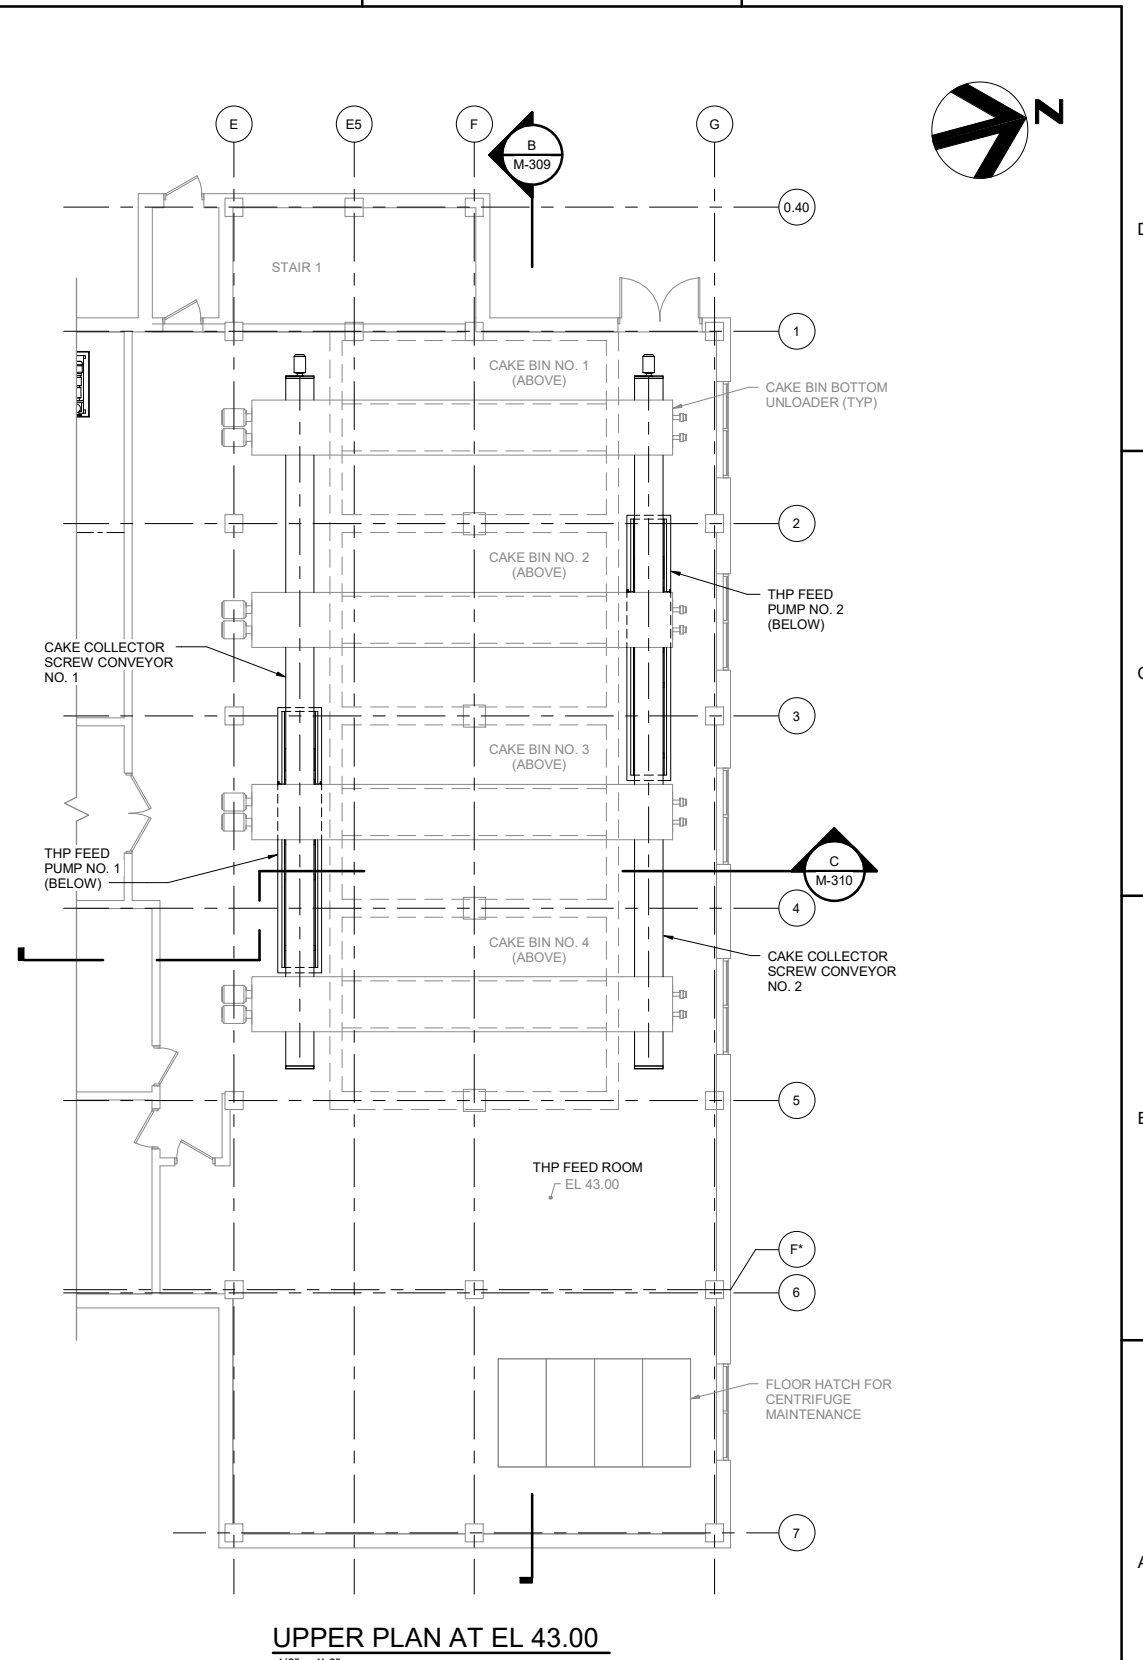 N
E
E5
F
G
B
M-309
0.40
STAIR 1
1
CAKE BIN NO. 1
(ABOVE)
CAKE BIN BOTTOM
UNLOADER (TYP)
2
CAKE BIN NO. 2
(ABOVE)
THP FEED
PUMP NO. 2
(BELOW)
CAKE COLLECTOR
SCREW CONVEYOR
NO. 1
3
CAKE BIN NO. 3
(ABOVE)
THP FEED
PUMP NO. 1
(BELOW)
C
M-310
4
CAKE BIN NO. 4
(ABOVE)
CAKE COLLECTOR
SCREW CONVEYOR
NO. 2
5
THP FEED ROOM
EL 43.00
F*
6
FLOOR HATCH FOR
CENTRIFUGE
MAINTENANCE
7
UPPER PLAN AT EL 43.00